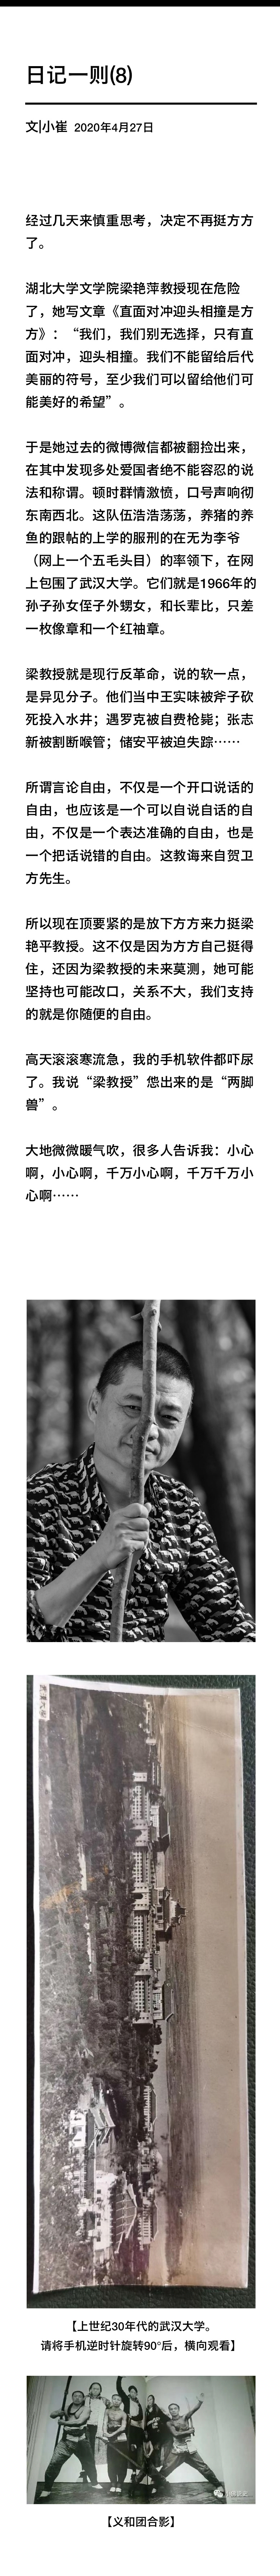 日记一则(8)
文|小崔 2020年4月27日
经过几天来慎重思考，决定不再挺方方
了。
湖北大学文学院梁艳萍教授现在危险
了，她写文章《直面对冲迎头相撞是方
方》：“我们，我们别无选择，只有直
面对冲，迎头相撞。我们不能留给后代
美丽的符号，至少我们可以留给他们可
能美好的希望”。
于是她过去的微博微信都被翻捡出来，
在其中发现多处爱国者绝不能容忍的说
法和称谓。顿时群情激愤，口号声响彻
东南西北。这队伍浩浩荡荡，养猪的养
鱼的跟帖的上学的服刑的在无为李爷
（网上一个五毛头目）的率领下，在网
上包围了武汉大学。它们就是1966年的
孙子孙女侄子外甥女，和长辈比，只差
一枚像章和一个红袖章。
梁教授就是现行反革命，说的软一点，
是异见分子。他们当中王实味被斧子砍
死投入水井；遇罗克被自费枪毙；张志
新被割断喉管；储安平被迫失踪……
所谓言论自由，不仅是一个开口说话的
自由，也应该是一个可以自说自话的自
由，不仅是一个表达准确的自由，也是
一个把话说错的自由。这教诲来自贺卫
方先生。
所以现在顶要紧的是放下方方来力挺梁
艳平教授。这不仅是因为方方自己挺得
住，还因为梁教授的未来莫测，她可能
坚持也可能改口，关系不大，我们支持
的就是你随便的自由。
高天滚滚寒流急，我的手机软件都吓尿
了。我说“梁教授”您出来的是“两脚
兽”。
大地微微暖气吹，很多人告诉我：小心
啊，小心啊，千万小心啊，千万千万小
心啊……
【上世纪30年代的武汉大学。
请将手机逆时针旋转90°后，横向观看】
【义和团合影】